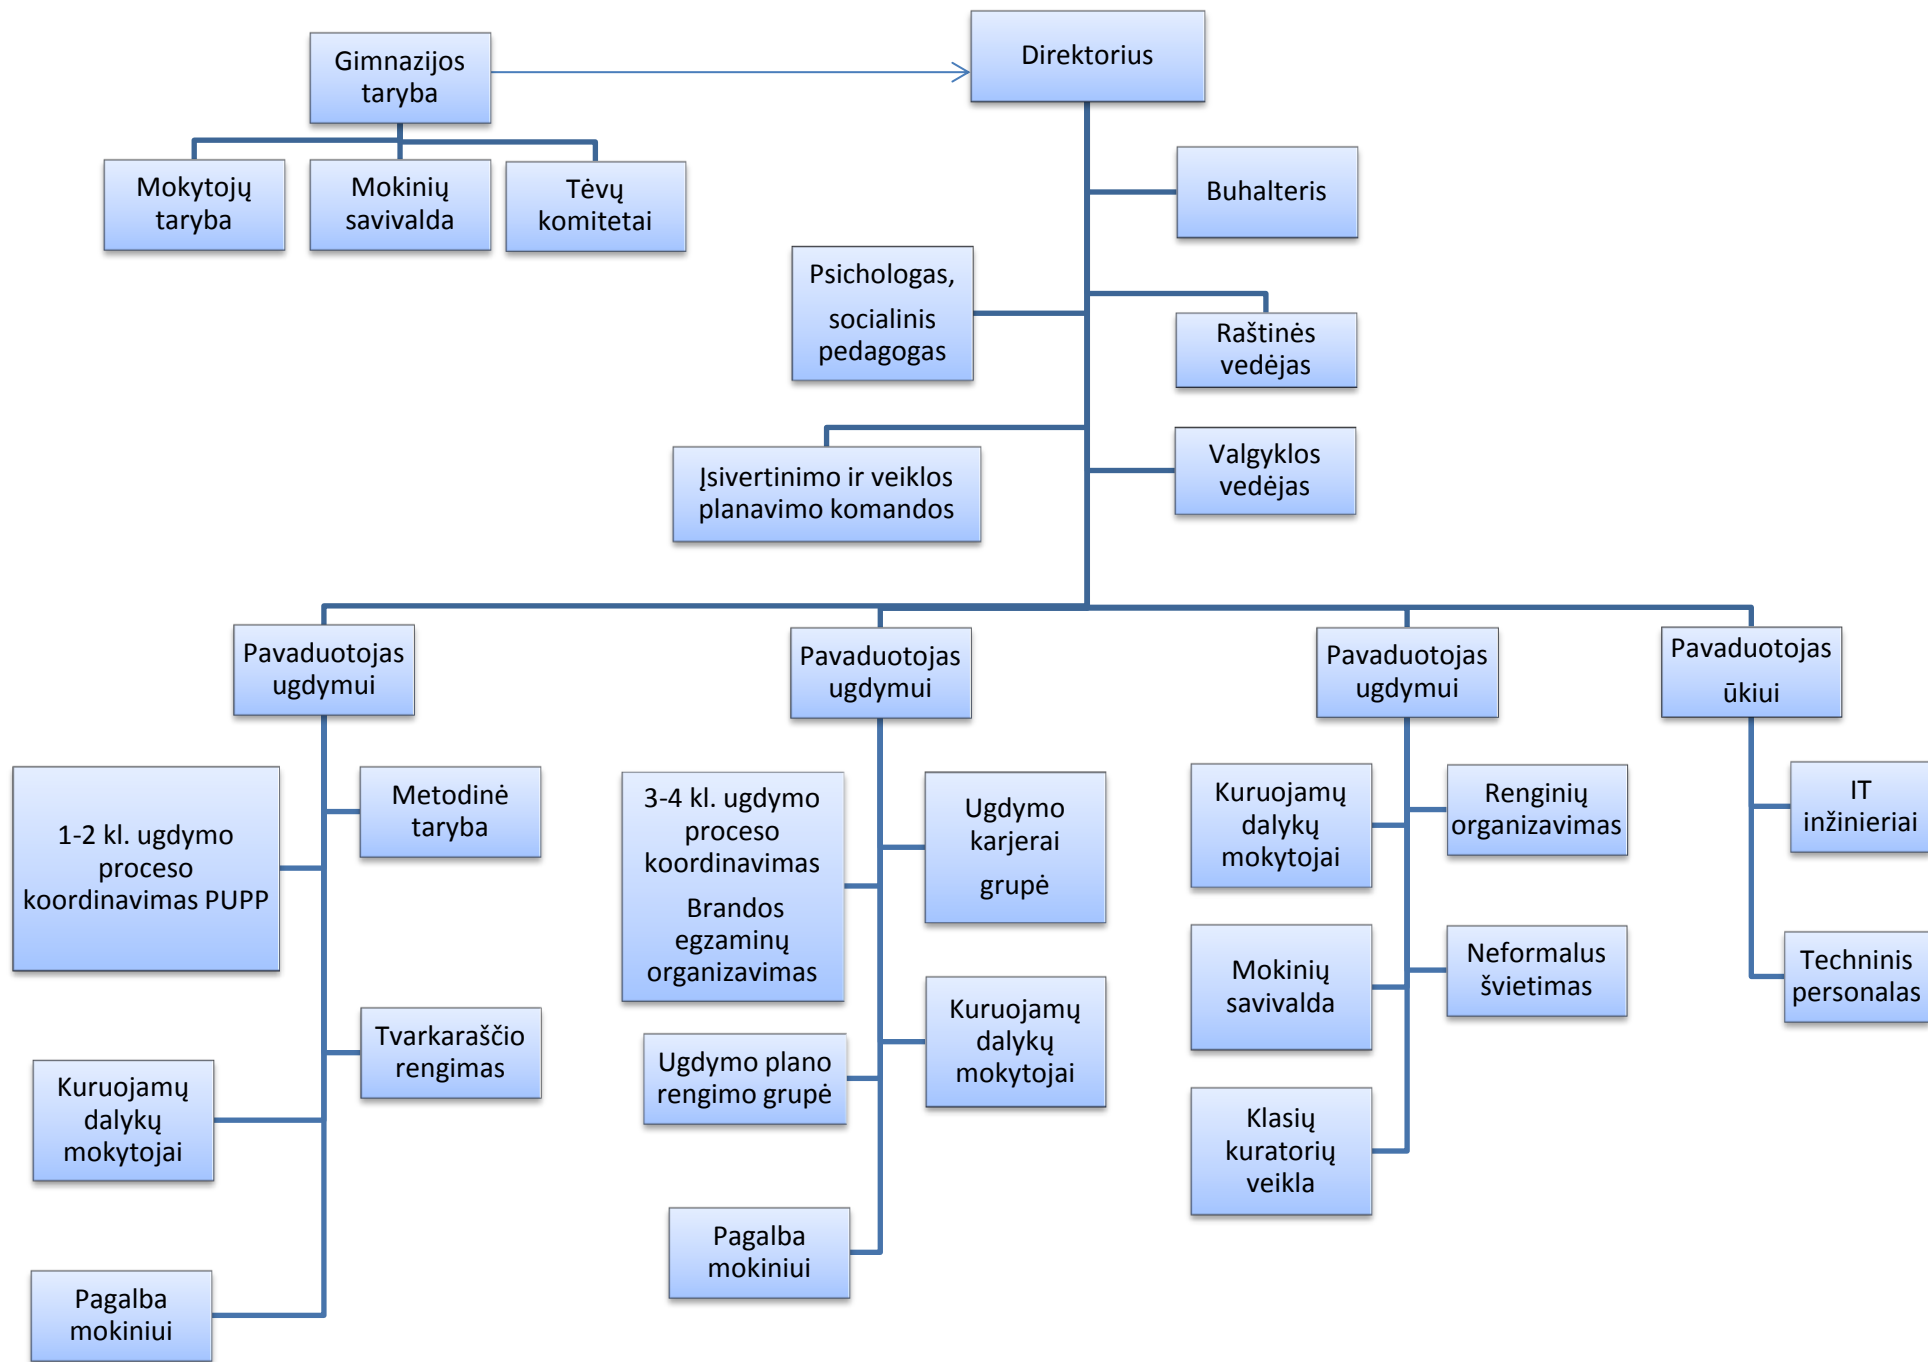 Gimnazijos
taryba
Direktorius
Mokytojų
taryba
Mokinių
savivalda
Tėvų
komitetai
Buhalteris
Psichologas,
socialinis
pedagogas
Raštinės
vedėjas
Įsivertinimo ir veiklos
planavimo komandos
Valgyklos
vedėjas
Pavaduotojas
ugdymui
Pavaduotojas
ugdymui
Pavaduotojas
ugdymui
Pavaduotojas
ūkiui
1-2 kl. ugdymo
proceso
koordinavimas PUPP
Metodinė
taryba
Kuruojamų
dalykų
mokytojai
Tvarkaraščio
rengimas
Pagalba
mokiniui
3-4 kl. ugdymo
proceso
koordinavimas
Brandos
egzaminų
organizavimas
Ugdymo
karjerai
grupė
Ugdymo plano
rengimo grupė
Kuruojamų
dalykų
mokytojai
Pagalba
mokiniui
Kuruojamų
dalykų
mokytojai
Renginių
organizavimas
Mokinių
savivalda
Neformalus
švietimas
Klasių
kuratorių
veikla
IT
inžinieriai
Techninis
personalas